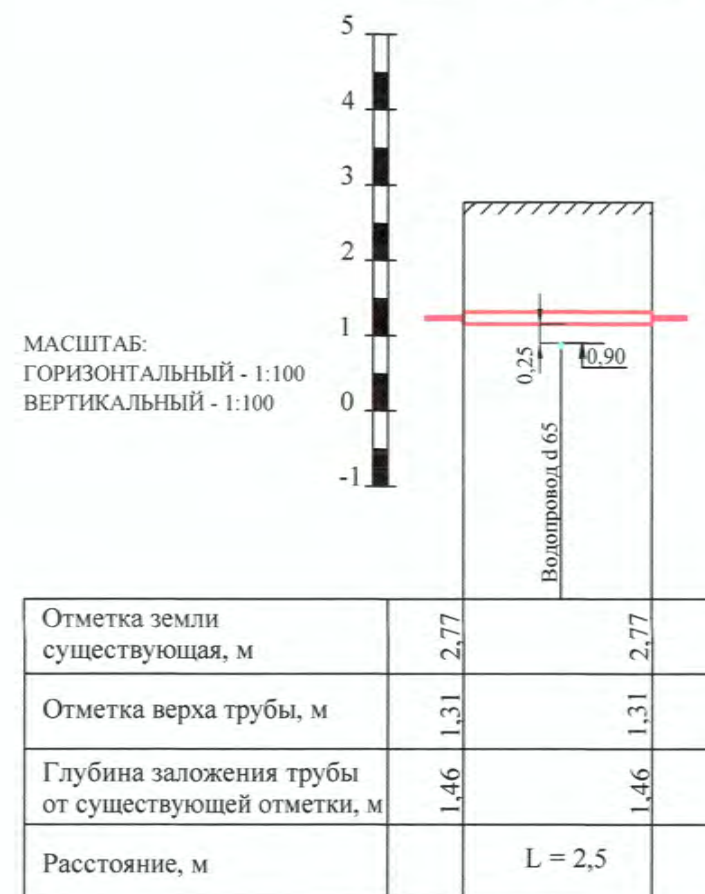 5
4
3
2
1
0
-1
МАСШТАБ:
ГОРИЗОНТАЛЬНЫЙ - 1:100
ВЕРТИКАЛЬНЫЙ - 1:100
0,25
0,90
Водопровод d 65
Отметка земли
существующая, м
2,77
2,77
Отметка верха трубы, м
1,31
1,31
Глубина заложения трубы
от существующей отметки, м
1,46
1,46
Расстояние, м
L = 2,5